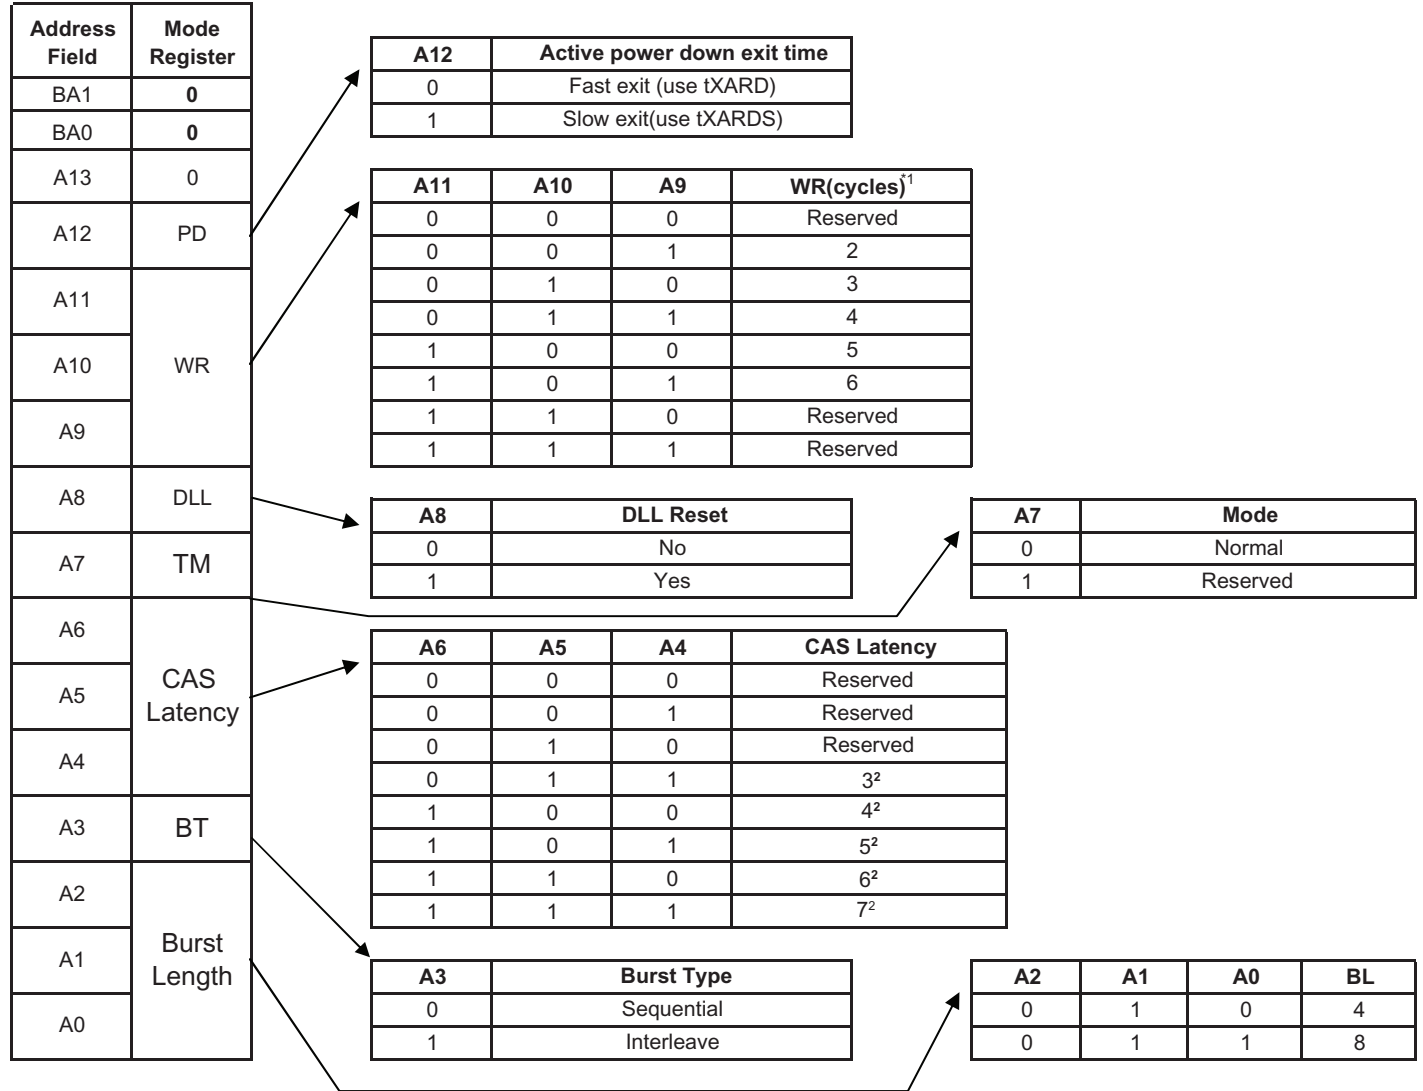 Address Field Mode Register
BA1 0
BA0 0
A13 0
A12 PD
A11
A10 WR
A9
A8 DLL
A7 TM
A6
A5 CAS Latency
A4
A3 BT
A2
A1 Burst Length
A0
A12 Active power down exit time
0 Fast exit (use tXARD)
1 Slow exit(use tXARDS)
A11 A10 A9 WR(cycles)*1
0 0 0 Reserved
0 0 1 2
0 1 0 3
0 1 1 4
1 0 0 5
1 0 1 6
1 1 0 Reserved
1 1 1 Reserved
A8 DLL Reset
0 No
1 Yes
A7 Mode
0 Normal
1 Reserved
A6 A5 A4 CAS Latency
0 0 0 Reserved
0 0 1 Reserved
0 1 0 Reserved
0 1 1 3²
1 0 0 4²
1 0 1 5²
1 1 0 6²
1 1 1 7²
A3 Burst Type
0 Sequential
1 Interleave
A2 A1 A0 BL
0 1 0 4
0 1 1 8